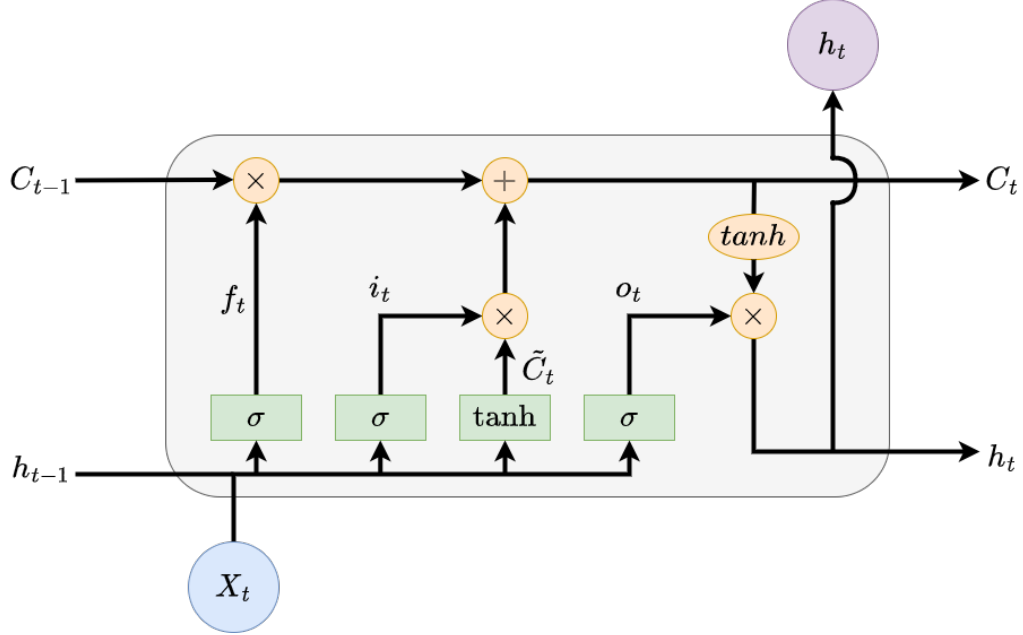 h_t
C_{t−1}
×
+
C_t
tanh
f_t
i_t
×
o_t
×
C̃_t
σ
σ
tanh
σ
h_{t−1}
h_t
X_t